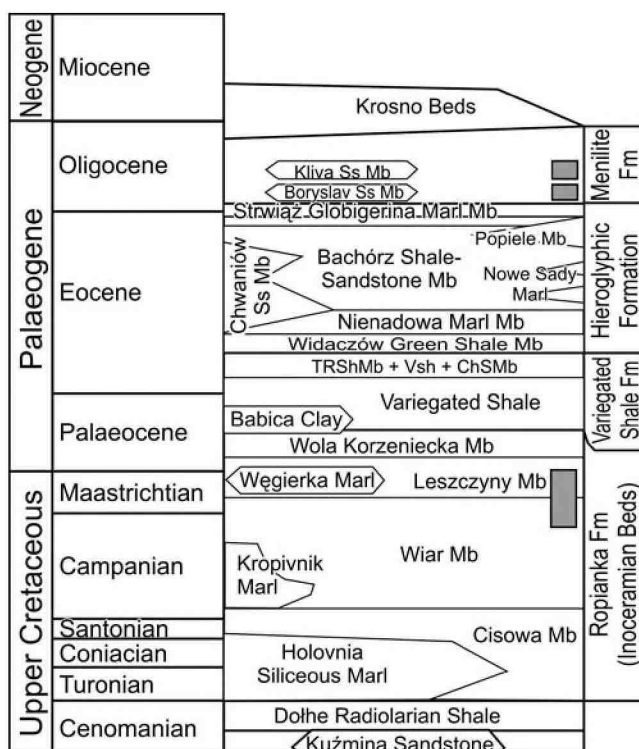 Neogene
Miocene
Krosno Beds
Palaeogene
Oligocene
Kliva Ss Mb
Boryslav Ss Mb
Menilite
Fm
Strwiąż Globigerina Marl Mb
Eocene
Chwaniów
Ss Mb
Bachórz Shale-
Sandstone Mb
Popiele Mb
Nowe Sady
Marl
Nienadowa Marl Mb
Widaczów Green Shale Mb
Hieroglyphic
Formation
TRShMb + Vsh + ChSMb
Variegated Shale
Variegated
Shale Fm
Palaeocene
Babica Clay
Wola Korzeniecka Mb
Upper Cretaceous
Maastrichtian
Węgierka Marl
Leszczyny Mb
Campanian
Kropivnik
Marl
Wiar Mb
Ropianka Fm
(Inoceramian Beds)
Santonian
Coniacian
Turonian
Holovnia
Siliceous Marl
Cisowa Mb
Cenomanian
Dołhe Radiolarian Shale
Kuźmina Sandstone